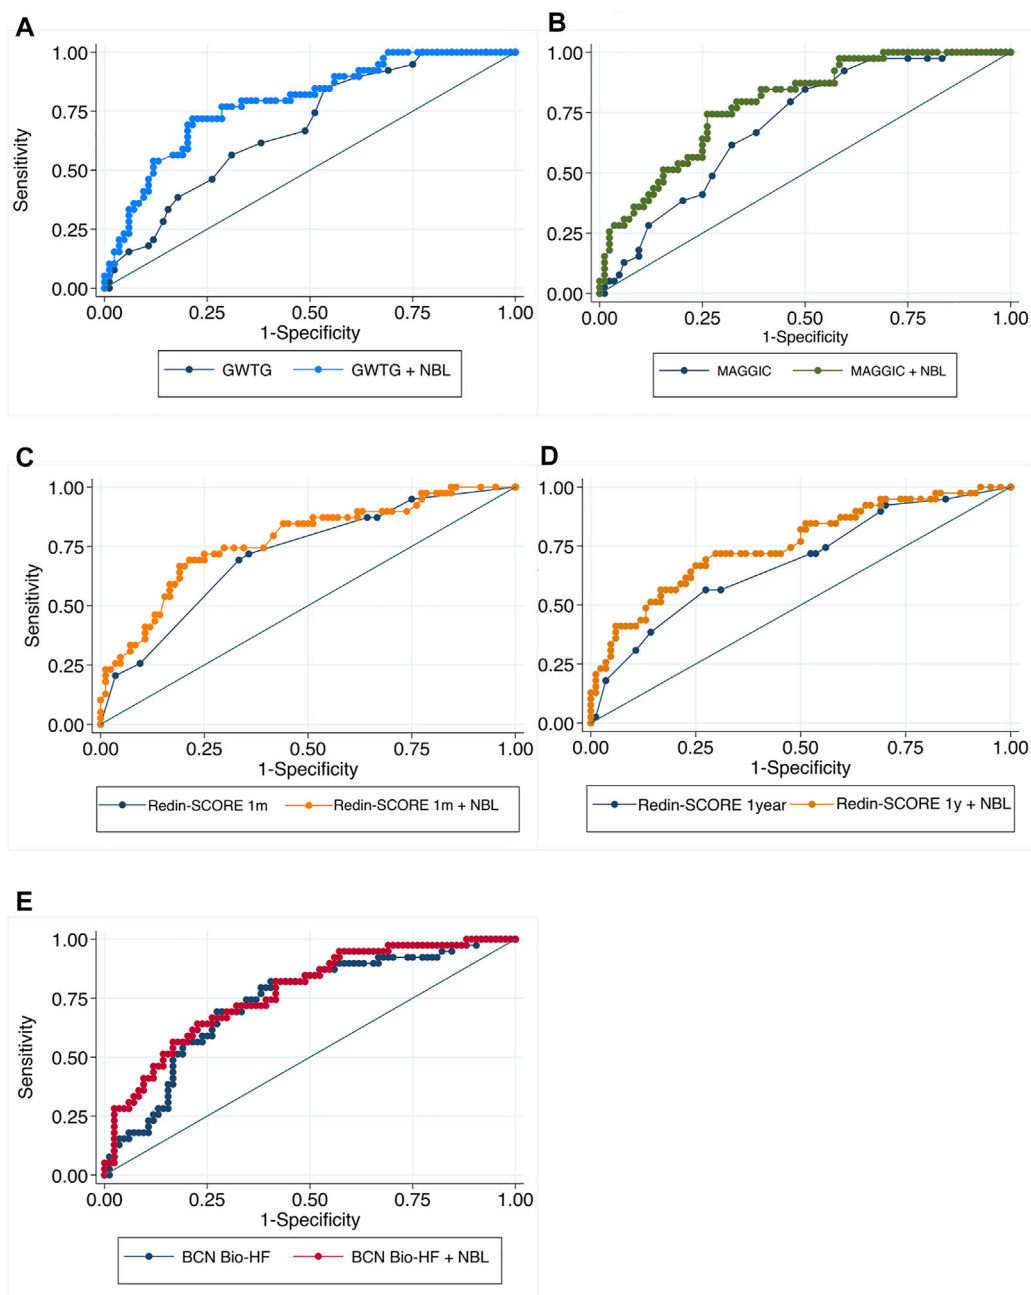 A
1.00
0.75
0.50
0.25
0.00
Sensitivity
0.00 0.25 0.50 0.75 1.00
1-Specificity
GWTG GWTG + NBL
B
1.00
0.75
0.50
0.25
0.00
0.00 0.25 0.50 0.75 1.00
1-Specificity
MAGGIC MAGGIC + NBL
C
1.00
0.75
0.50
0.25
0.00
Sensitivity
0.00 0.25 0.50 0.75 1.00
1-Specificity
Redin-SCORE 1m Redin-SCORE 1m + NBL
D
1.00
0.75
0.50
0.25
0.00
0.00 0.25 0.50 0.75 1.00
1-Specificity
Redin-SCORE 1year Redin-SCORE 1y + NBL
E
1.00
0.75
0.50
0.25
0.00
Sensitivity
0.00 0.25 0.50 0.75 1.00
1-Specificity
BCN Bio-HF BCN Bio-HF + NBL